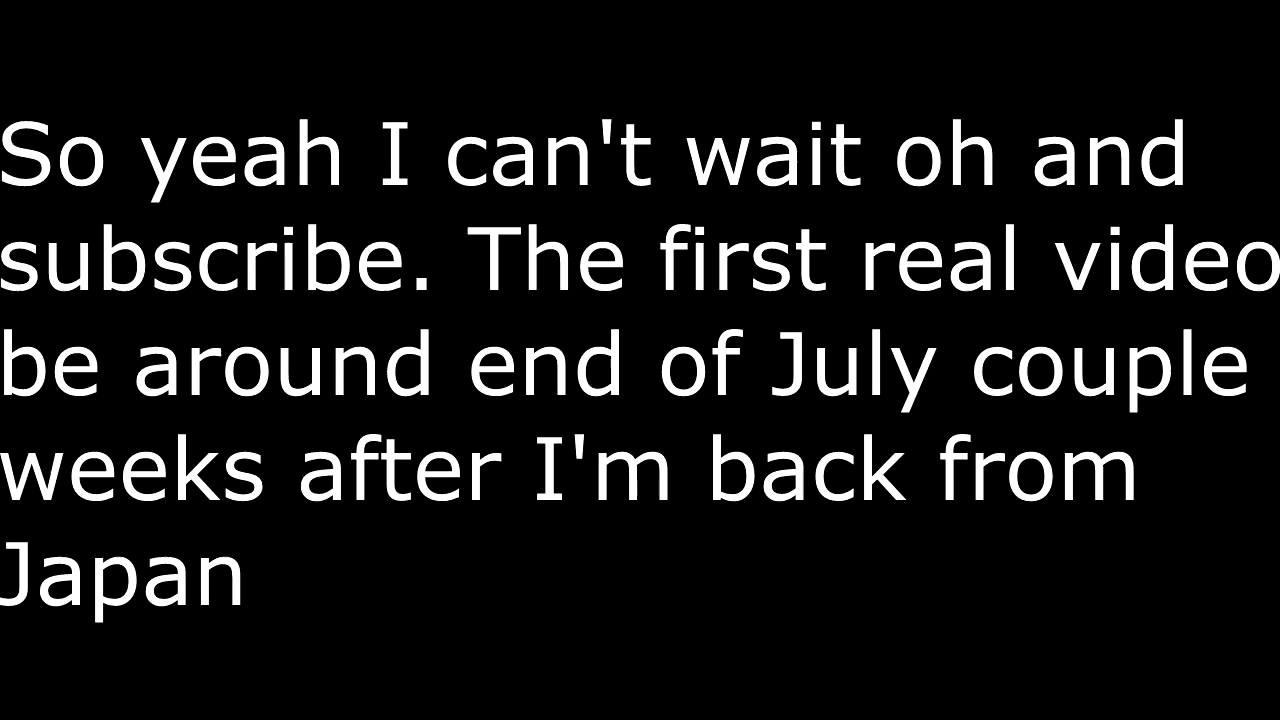 So yeah I can't wait oh and
subscribe. The first real video
be around end of July couple
weeks after I'm back from
Japan